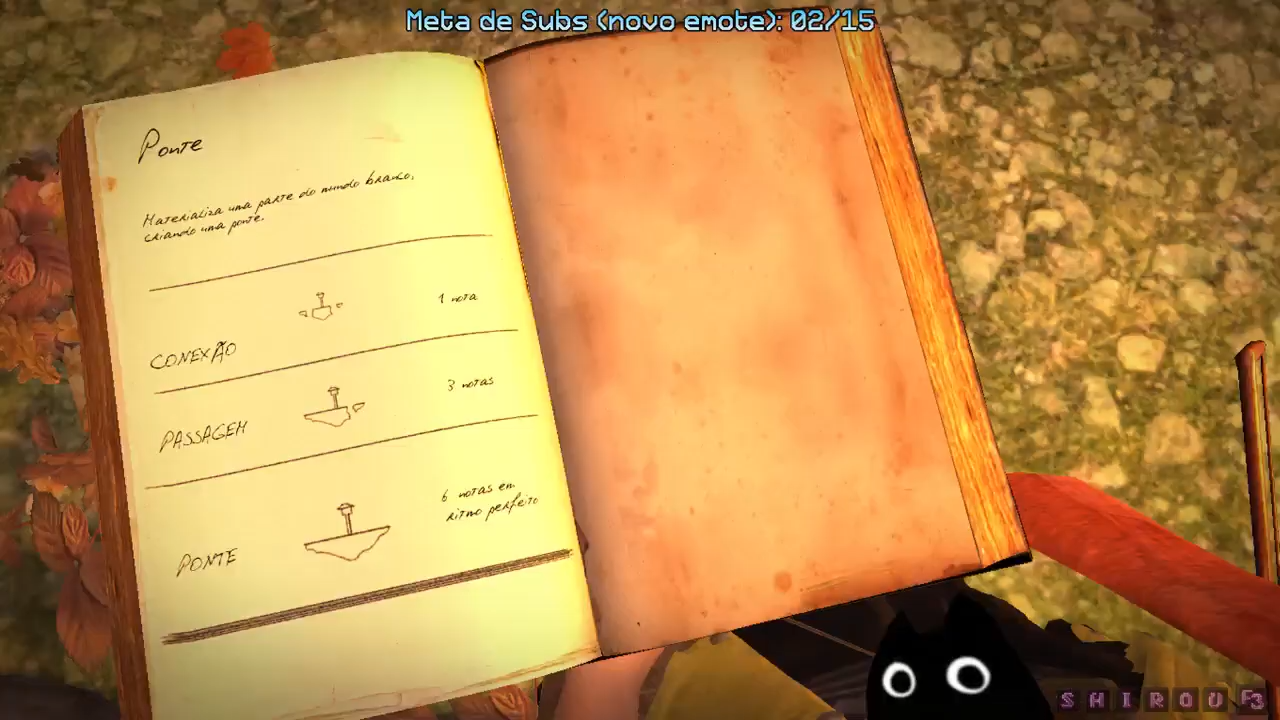 Meta de Subs (novo emote): 02/15
Ponte
Materializa uma parte do mundo branco,
criando uma ponte.
1 nota
CONEXÃO
3 notas
PASSAGEM
6 notas em
ritmo perfeito
PONTE
SHIROU